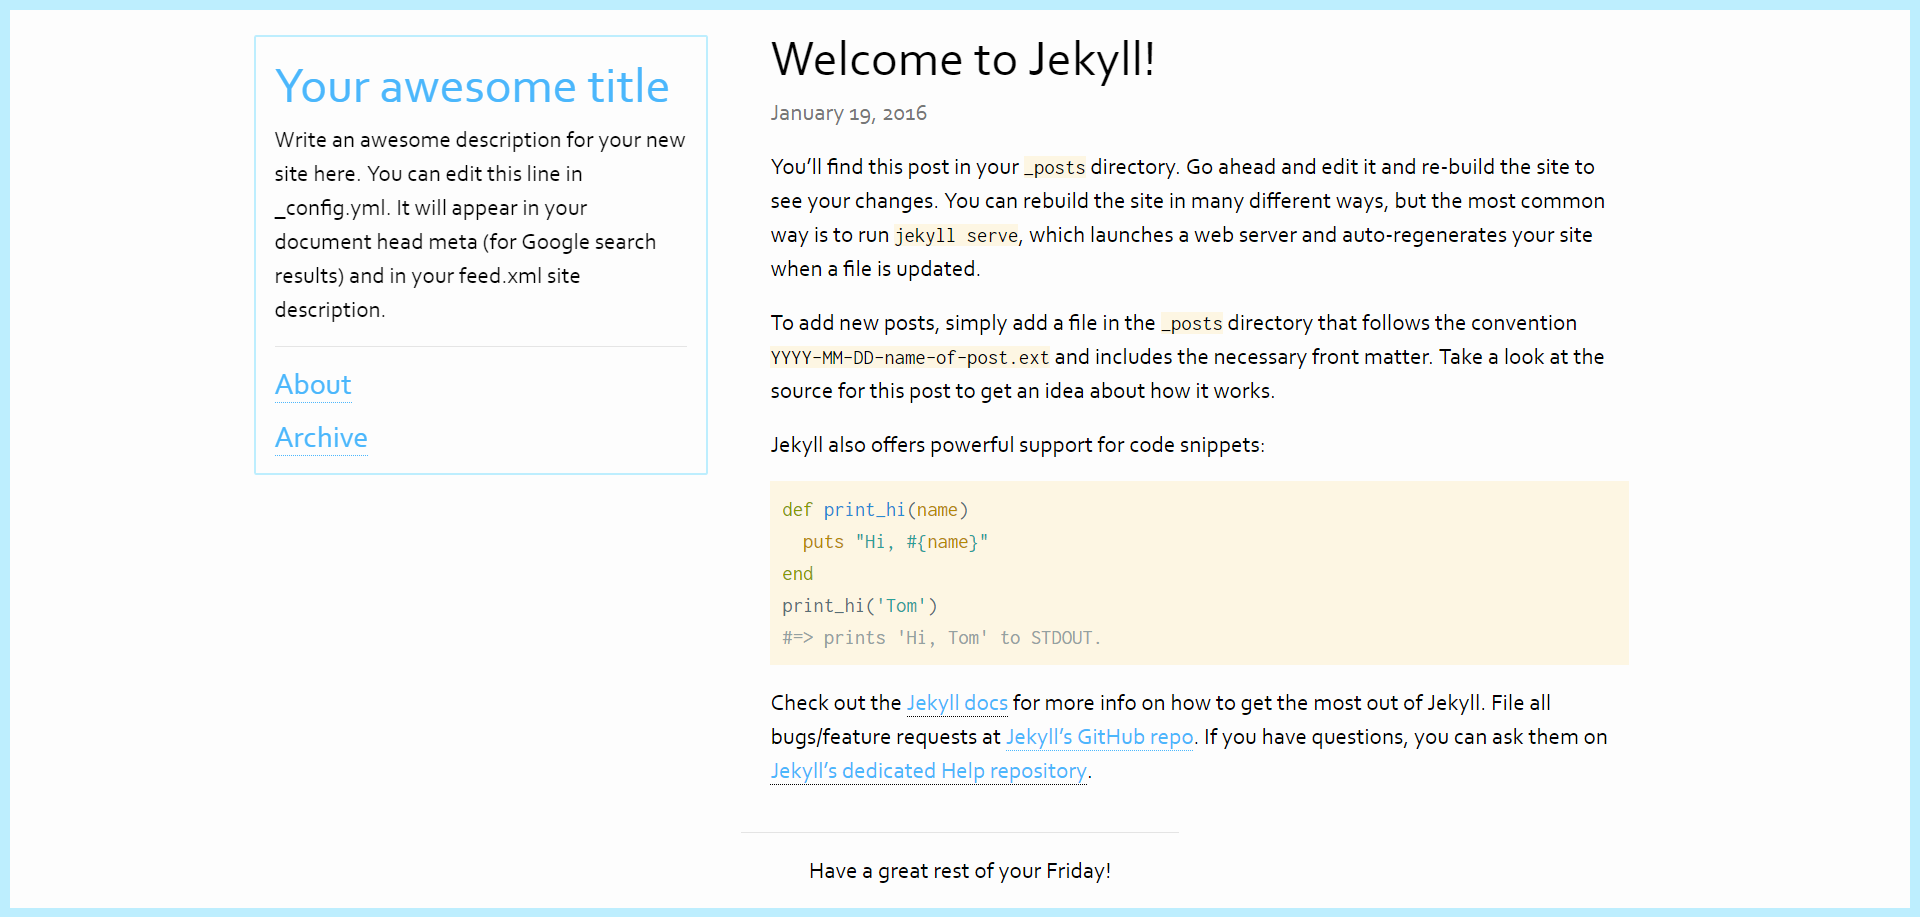 Your awesome title
Write an awesome description for your new
site here. You can edit this line in
_config.yml. It will appear in your
document head meta (for Google search
results) and in your feed.xml site
description.
About
Archive
Welcome to Jekyll!
January 19, 2016
You’ll find this post in your _posts directory. Go ahead and edit it and re-build the site to
see your changes. You can rebuild the site in many different ways, but the most common
way is to run jekyll serve, which launches a web server and auto-regenerates your site
when a file is updated.
To add new posts, simply add a file in the _posts directory that follows the convention
YYYY-MM-DD-name-of-post.ext and includes the necessary front matter. Take a look at the
source for this post to get an idea about how it works.
Jekyll also offers powerful support for code snippets:
def print_hi(name)
  puts "Hi, #{name}"
end
print_hi('Tom')
#=> prints 'Hi, Tom' to STDOUT.
Check out the Jekyll docs for more info on how to get the most out of Jekyll. File all
bugs/feature requests at Jekyll’s GitHub repo. If you have questions, you can ask them on
Jekyll’s dedicated Help repository.
Have a great rest of your Friday!